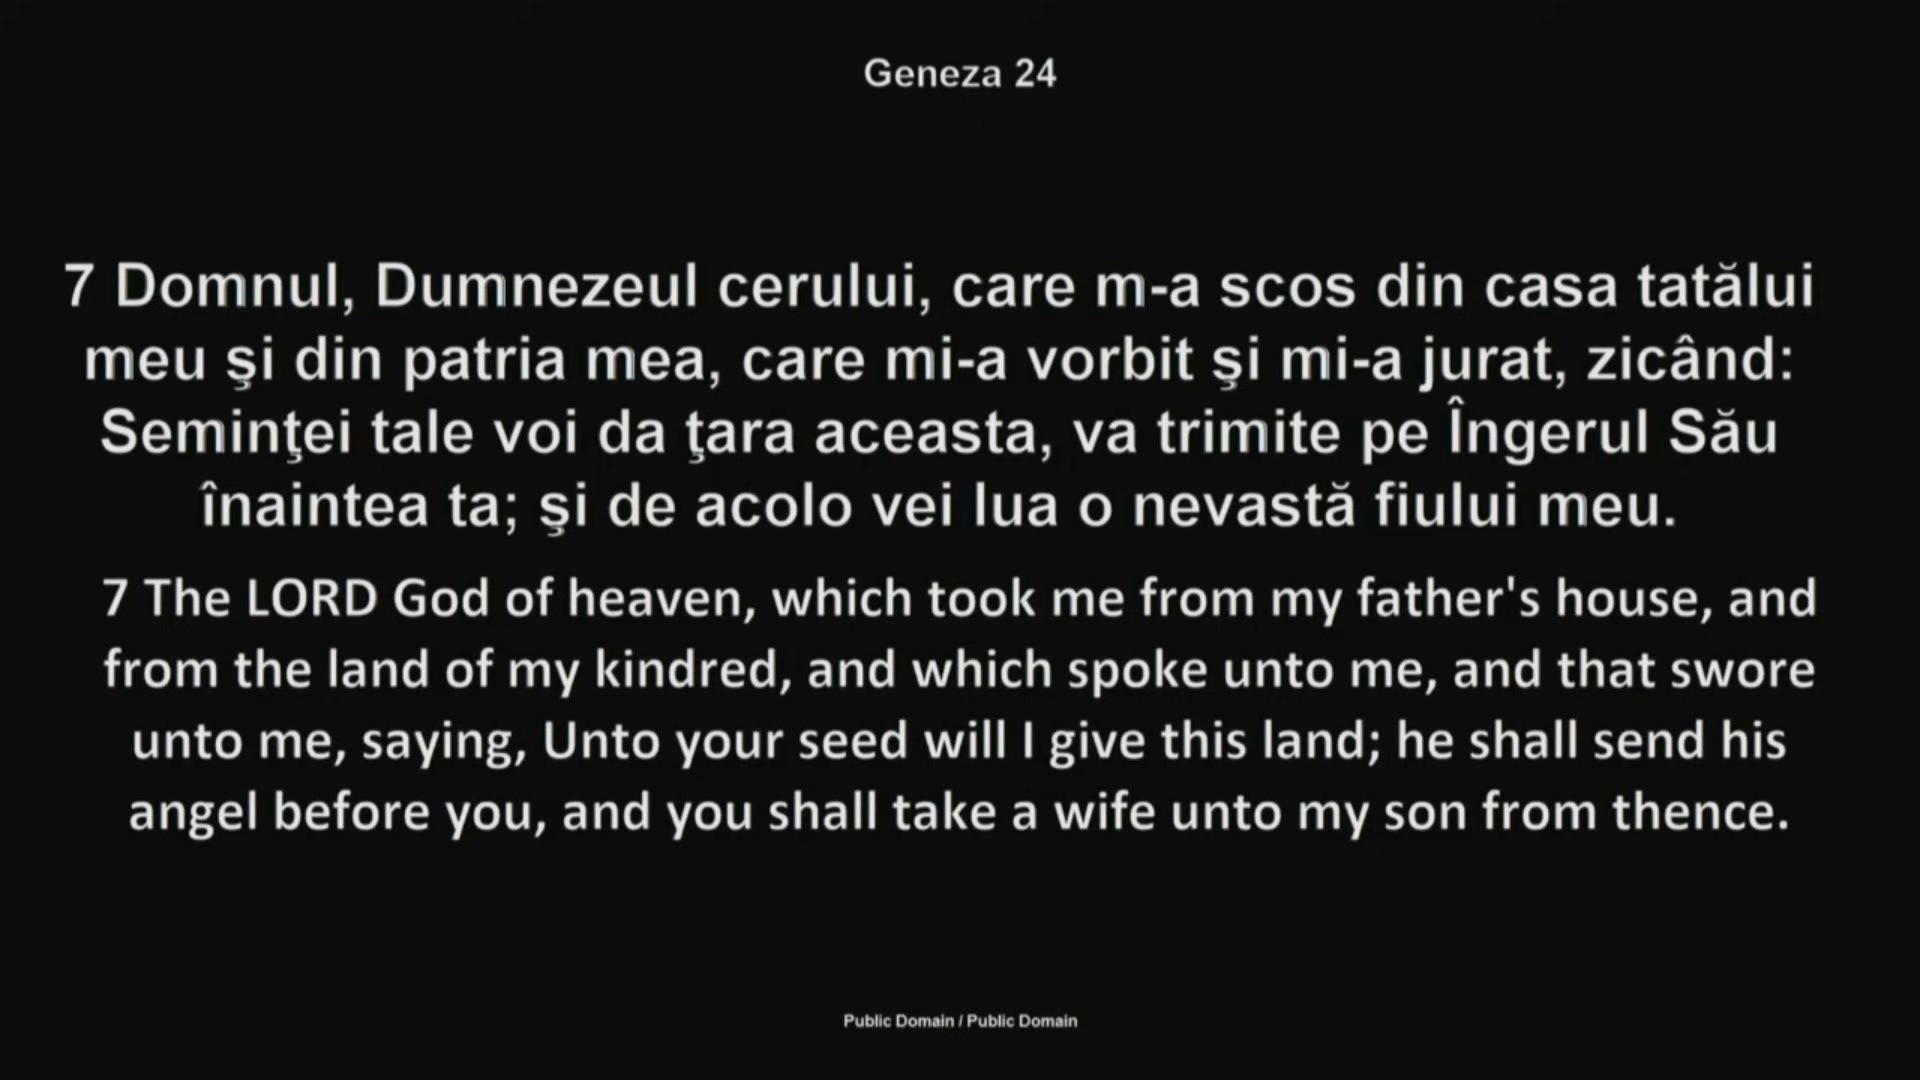 Geneza 24
7 Domnul, Dumnezeul cerului, care m-a scos din casa tatălui
meu şi din patria mea, care mi-a vorbit şi mi-a jurat, zicând:
Seminţei tale voi da ţara aceasta, va trimite pe Îngerul Său
înaintea ta; şi de acolo vei lua o nevastă fiului meu.
7 The LORD God of heaven, which took me from my father's house, and
from the land of my kindred, and which spoke unto me, and that swore
unto me, saying, Unto your seed will I give this land; he shall send his
angel before you, and you shall take a wife unto my son from thence.
Public Domain / Public Domain